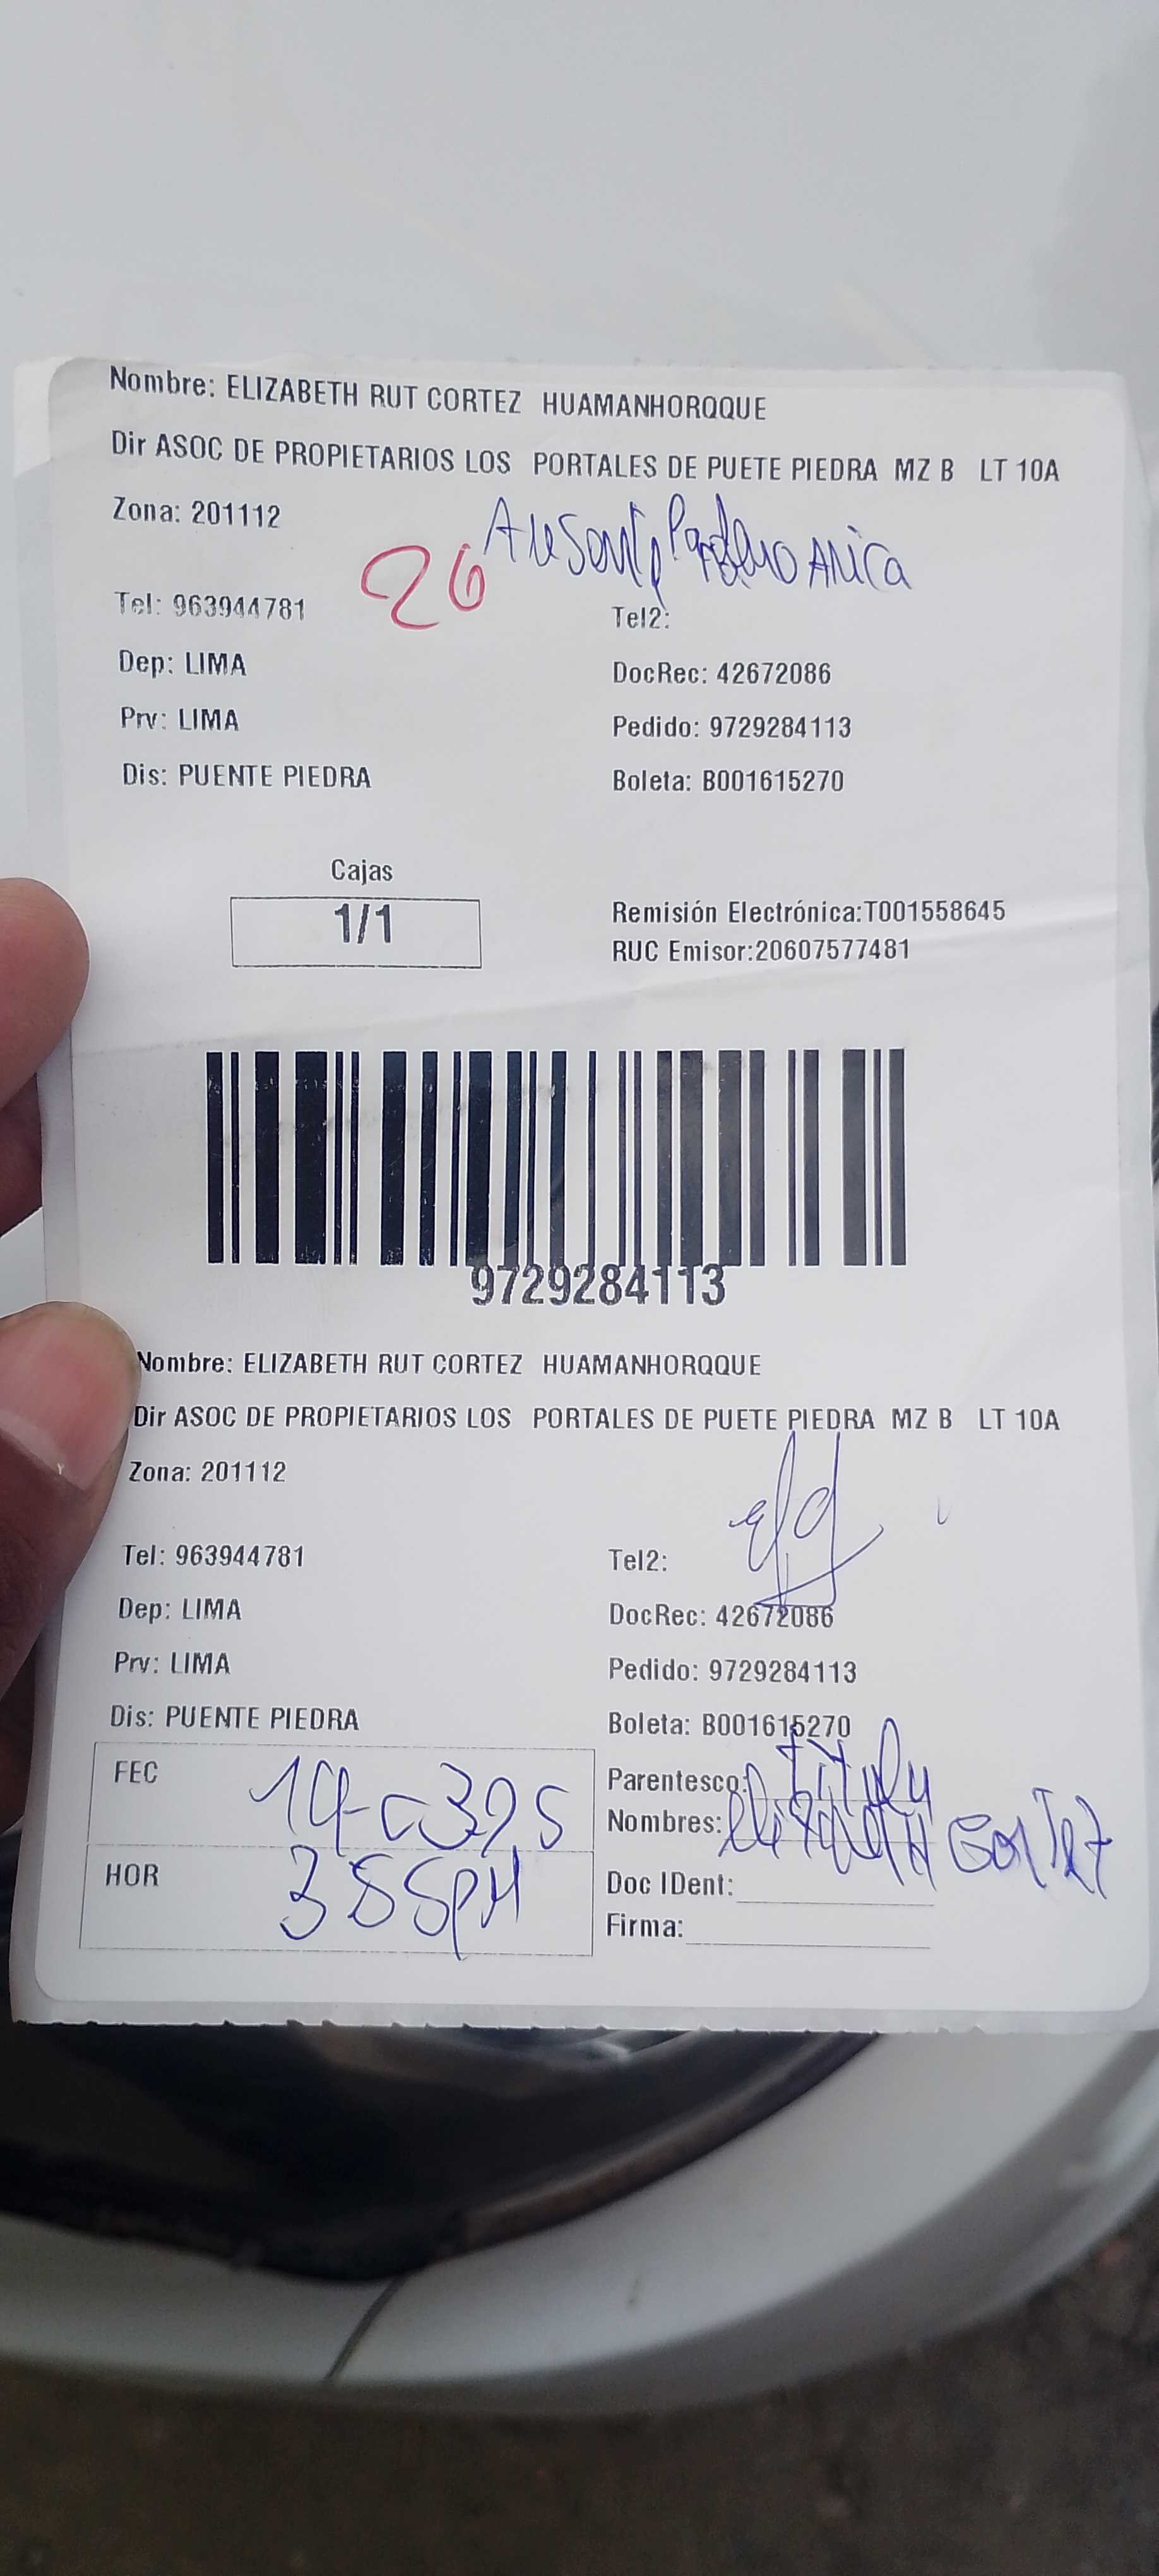 Nombre: ELIZABETH RUT CORTEZ HUAMANHORQQUE
Dir ASOC DE PROPIETARIOS LOS PORTALES DE PUETE PIEDRA MZ B LT 10A
Zona: 201112
26
Tel: 963944781 Tel2:
Dep: LIMA DocRec: 42672086
Prv: LIMA Pedido: 9729284113
Dis: PUENTE PIEDRA Boleta: B001615270
Cajas
1/1
Remisión Electrónica:T001558645
RUC Emisor:20607577481
9729284113
Nombre: ELIZABETH RUT CORTEZ HUAMANHORQQUE
Dir ASOC DE PROPIETARIOS LOS PORTALES DE PUETE PIEDRA MZ B LT 10A
Zona: 201112
Tel: 963944781 Tel2:
Dep: LIMA DocRec: 42672086
Prv: LIMA Pedido: 9729284113
Dis: PUENTE PIEDRA Boleta: B001615270
FEC
Parentesco:
Nombres:
HOR 355PM
Doc IDent:
Firma: